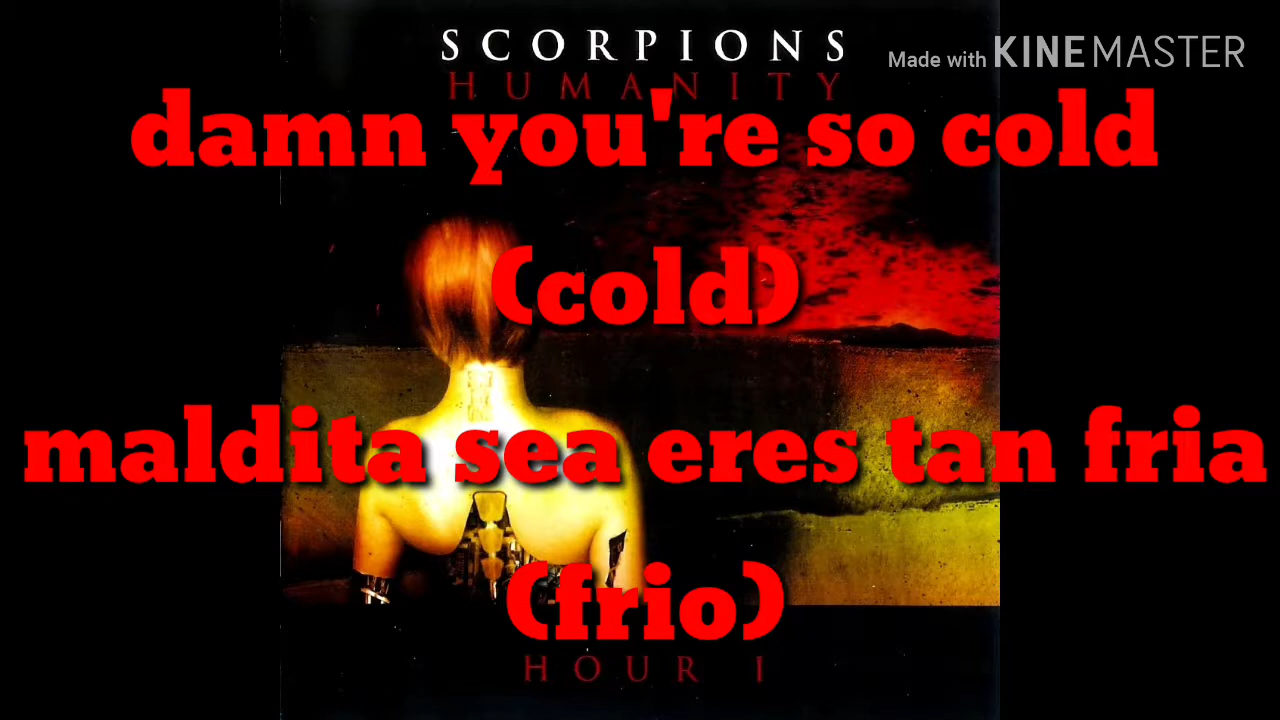 SCORPIONS
Made with KINEMASTER
HUMANITY
damn you're so cold
(cold)
maldita sea eres tan fria
(frio)
HOUR I